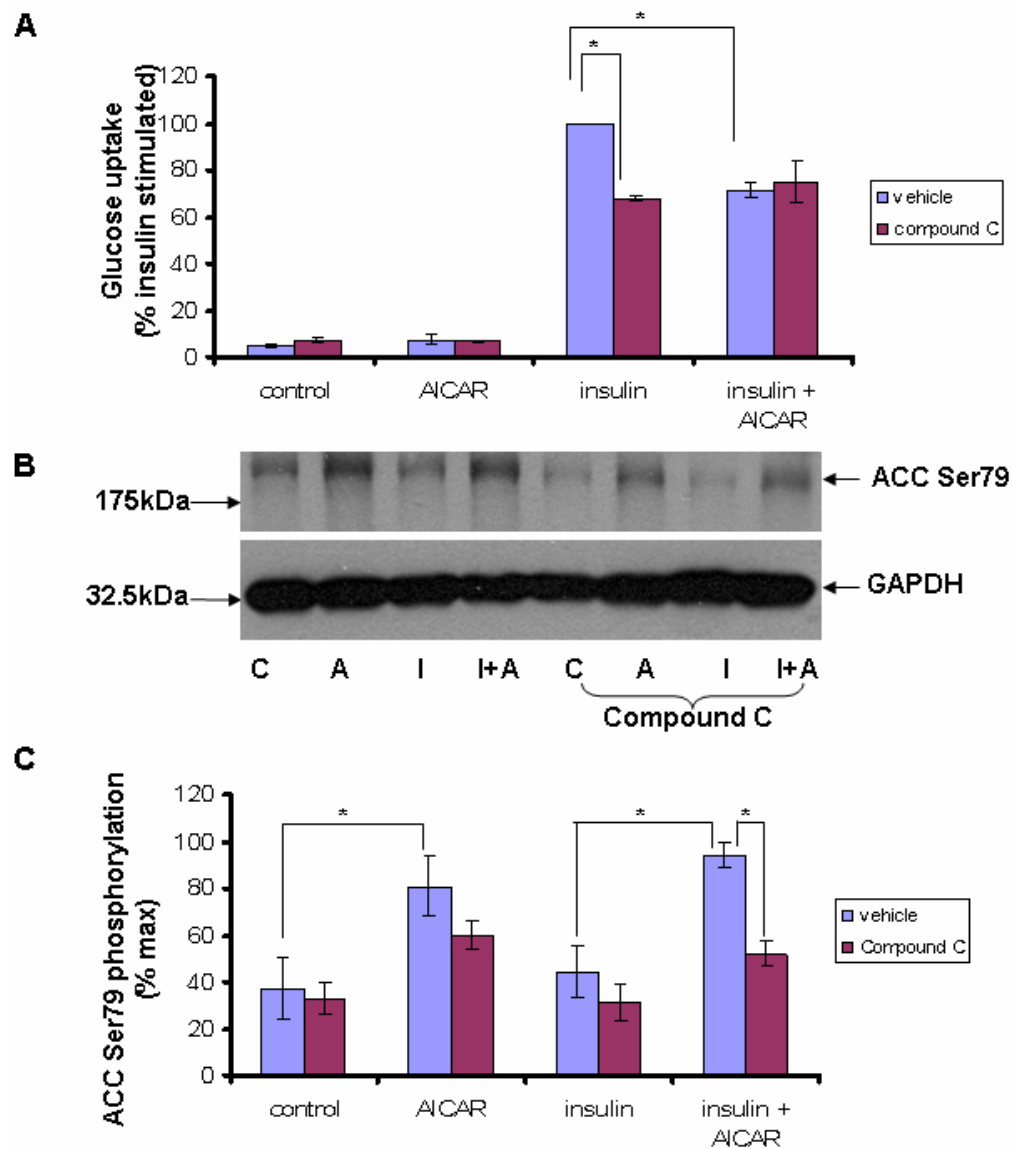 A
*
*
120
100
80
60
40
20
0
Glucose uptake
(% insulin stimulated)
control
AICAR
insulin
insulin +
AICAR
vehicle
compound C
B
175kDa
ACC Ser79
32.5kDa
GAPDH
C A I I+A C A I I+A
Compound C
C
120
100
80
60
40
20
0
ACC Ser79 phosphorylation
(% max)
*
*
*
control
AICAR
insulin
insulin +
AICAR
vehicle
Compound C